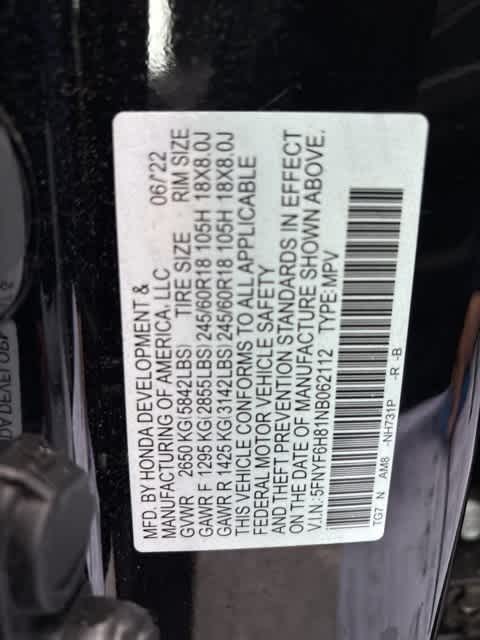 MFD. BY HONDA DEVELOPMENT &
MANUFACTURING OF AMERICA, LLC 06/22
GVWR 2650 KG(5842LBS) TIRE SIZE RIM SIZE
GAWR F 1295 KG(2855LBS) 245/60R18 105H 18X8.0J
GAWR R 1425 KG(3142LBS) 245/60R18 105H 18X8.0J
THIS VEHICLE CONFORMS TO ALL APPLICABLE
FEDERAL MOTOR VEHICLE SAFETY
AND THEFT PREVENTION STANDARDS IN EFFECT
ON THE DATE OF MANUFACTURE SHOWN ABOVE.
V.I.N.: 5FNYF6H81NB062112 TYPE: MPV
TG7 N AM8 -NH731P -R -B